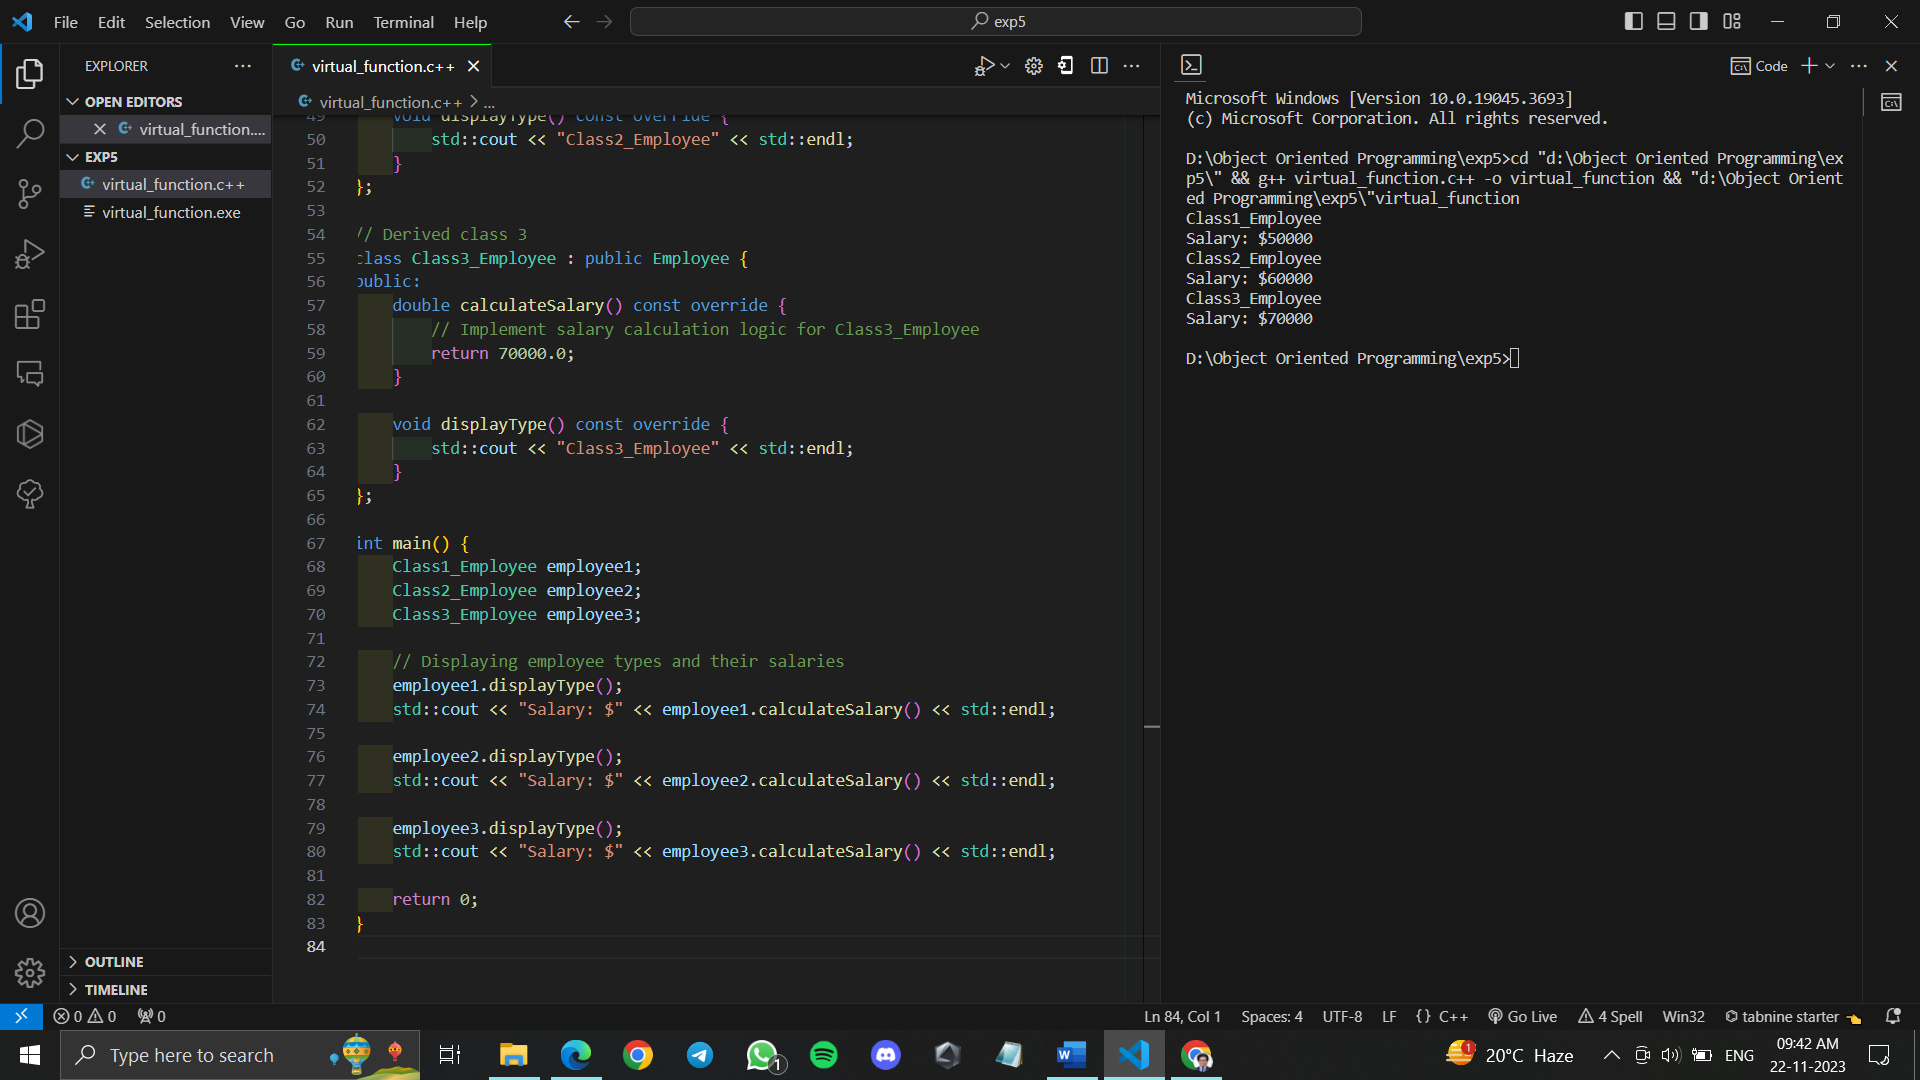 File Edit Selection View Go Run Terminal Help
exp5
EXPLORER
OPEN EDITORS
virtual_function....
EXP5
virtual_function.c++
virtual_function.exe
OUTLINE
TIMELINE
virtual_function.c++
virtual_function.c++ > ...
49 void displayType() const override {
50 std::cout << "Class2_Employee" << std::endl;
51 }
52 };
53
54 // Derived class 3
55 class Class3_Employee : public Employee {
56 public:
57 double calculateSalary() const override {
58 // Implement salary calculation logic for Class3_Employee
59 return 70000.0;
60 }
61
62 void displayType() const override {
63 std::cout << "Class3_Employee" << std::endl;
64 }
65 };
66
67 int main() {
68 Class1_Employee employee1;
69 Class2_Employee employee2;
70 Class3_Employee employee3;
71
72 // Displaying employee types and their salaries
73 employee1.displayType();
74 std::cout << "Salary: $" << employee1.calculateSalary() << std::endl;
75
76 employee2.displayType();
77 std::cout << "Salary: $" << employee2.calculateSalary() << std::endl;
78
79 employee3.displayType();
80 std::cout << "Salary: $" << employee3.calculateSalary() << std::endl;
81
82 return 0;
83 }
84
Code
Microsoft Windows [Version 10.0.19045.3693]
(c) Microsoft Corporation. All rights reserved.
D:\Object Oriented Programming\exp5>cd "d:\Object Oriented Programming\ex
p5\" && g++ virtual_function.c++ -o virtual_function && "d:\Object Orient
ed Programming\exp5\"virtual_function
Class1_Employee
Salary: $50000
Class2_Employee
Salary: $60000
Class3_Employee
Salary: $70000
D:\Object Oriented Programming\exp5>
0 0 0
Ln 84, Col 1 Spaces: 4 UTF-8 LF {} C++ Go Live 4 Spell Win32 tabnine starter
Type here to search
1
1
20°C Haze
ENG
09:42 AM
22-11-2023